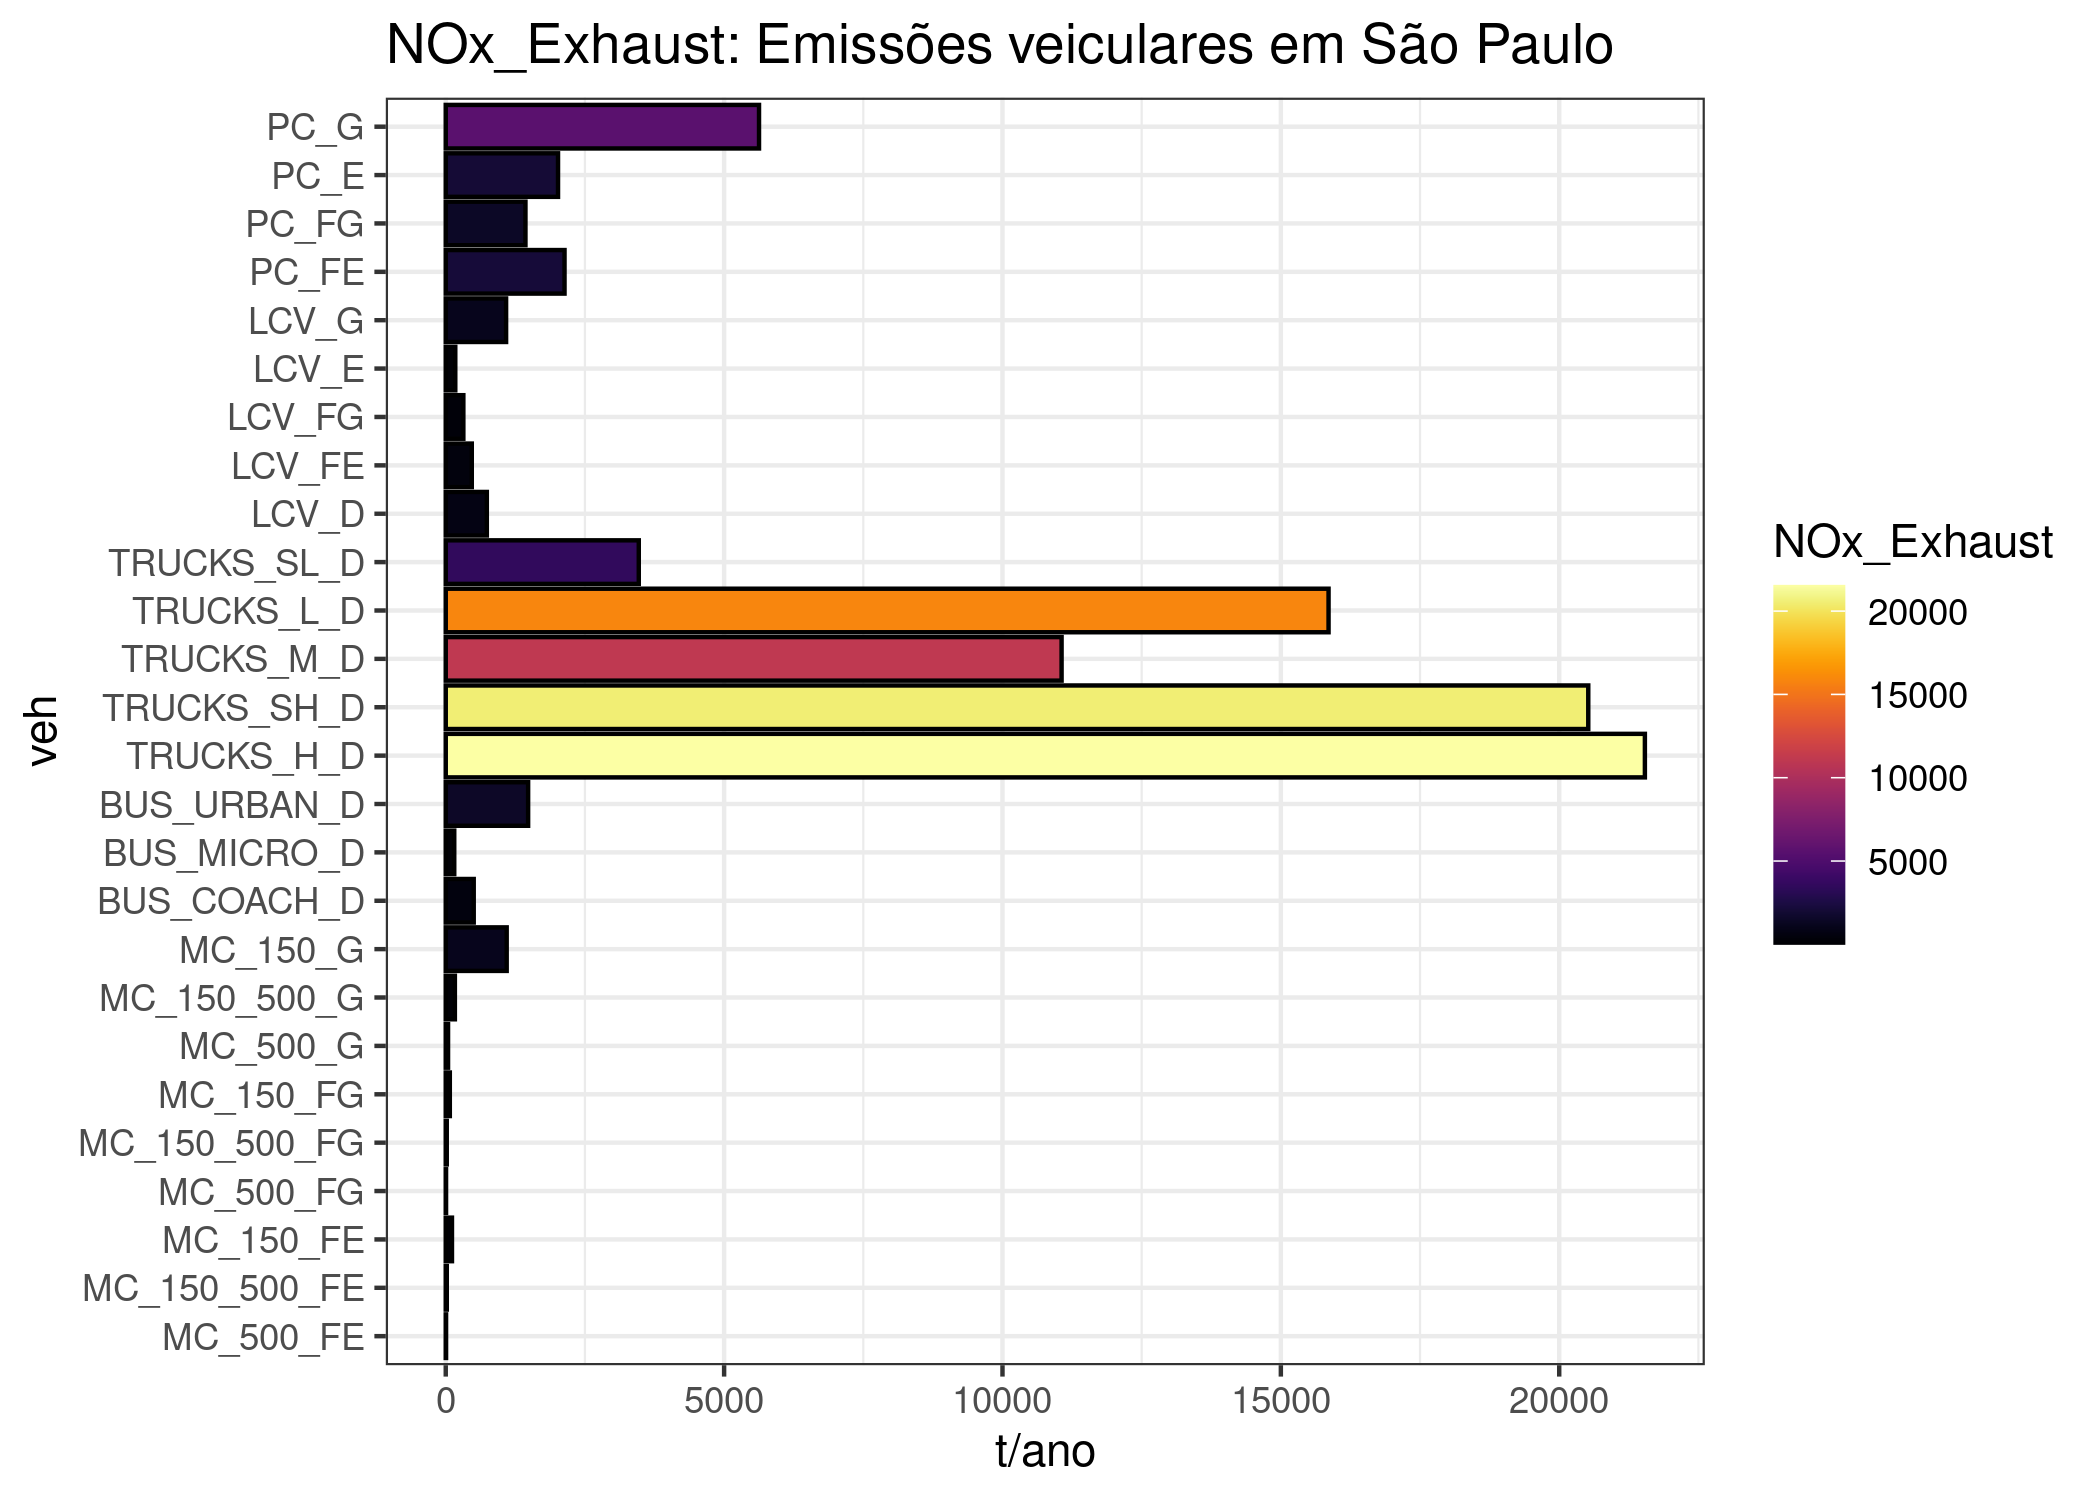 NOx_Exhaust: Emissões veiculares em São Paulo
veh
PC_G
PC_E
PC_FG
PC_FE
LCV_G
LCV_E
LCV_FG
LCV_FE
LCV_D
TRUCKS_SL_D
TRUCKS_L_D
TRUCKS_M_D
TRUCKS_SH_D
TRUCKS_H_D
BUS_URBAN_D
BUS_MICRO_D
BUS_COACH_D
MC_150_G
MC_150_500_G
MC_500_G
MC_150_FG
MC_150_500_FG
MC_500_FG
MC_150_FE
MC_150_500_FE
MC_500_FE
0 5000 10000 15000 20000
t/ano
NOx_Exhaust
20000
15000
10000
5000